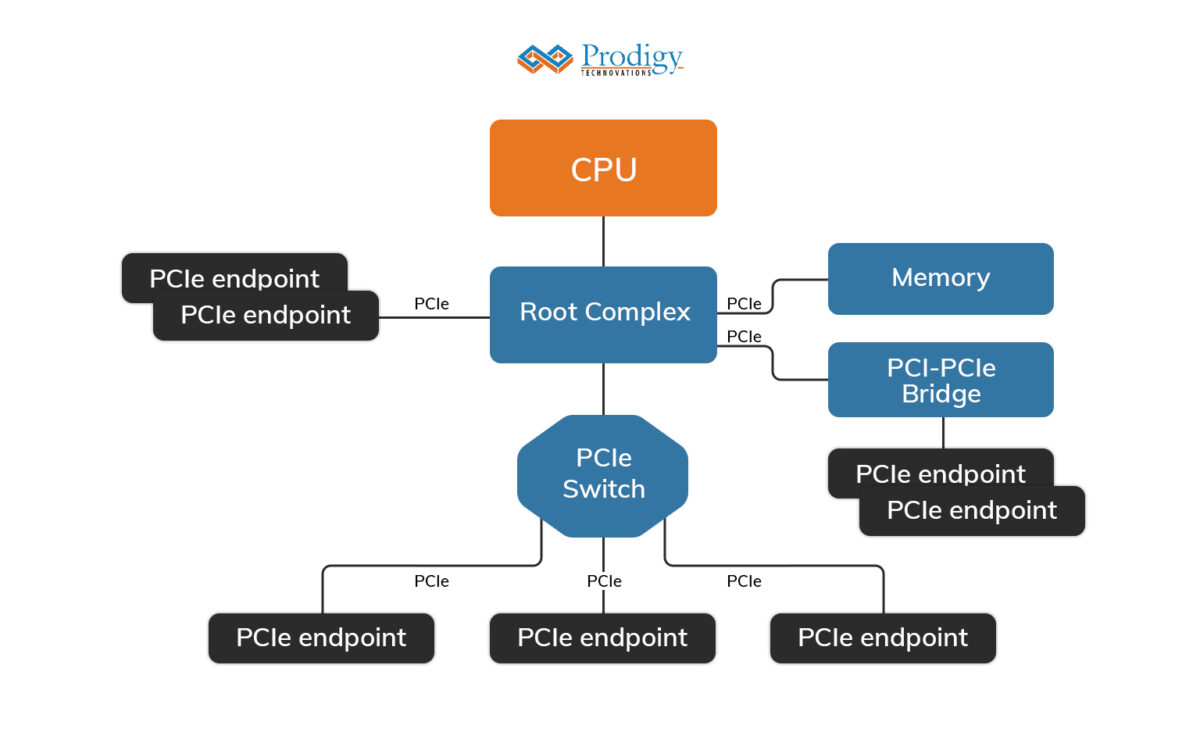 Prodigy
TECHNOVATIONS
CPU
PCIe endpoint
PCIe endpoint
PCIe
Root Complex
PCIe
Memory
PCIe
PCI-PCIe
Bridge
PCIe endpoint
PCIe endpoint
PCIe
Switch
PCIe
PCIe
PCIe
PCIe endpoint
PCIe endpoint
PCIe endpoint